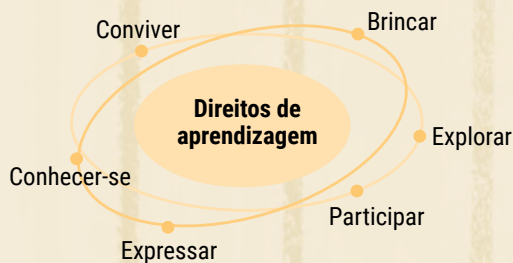 Conviver
Brincar
Direitos de
aprendizagem
Explorar
Conhecer-se
Participar
Expressar